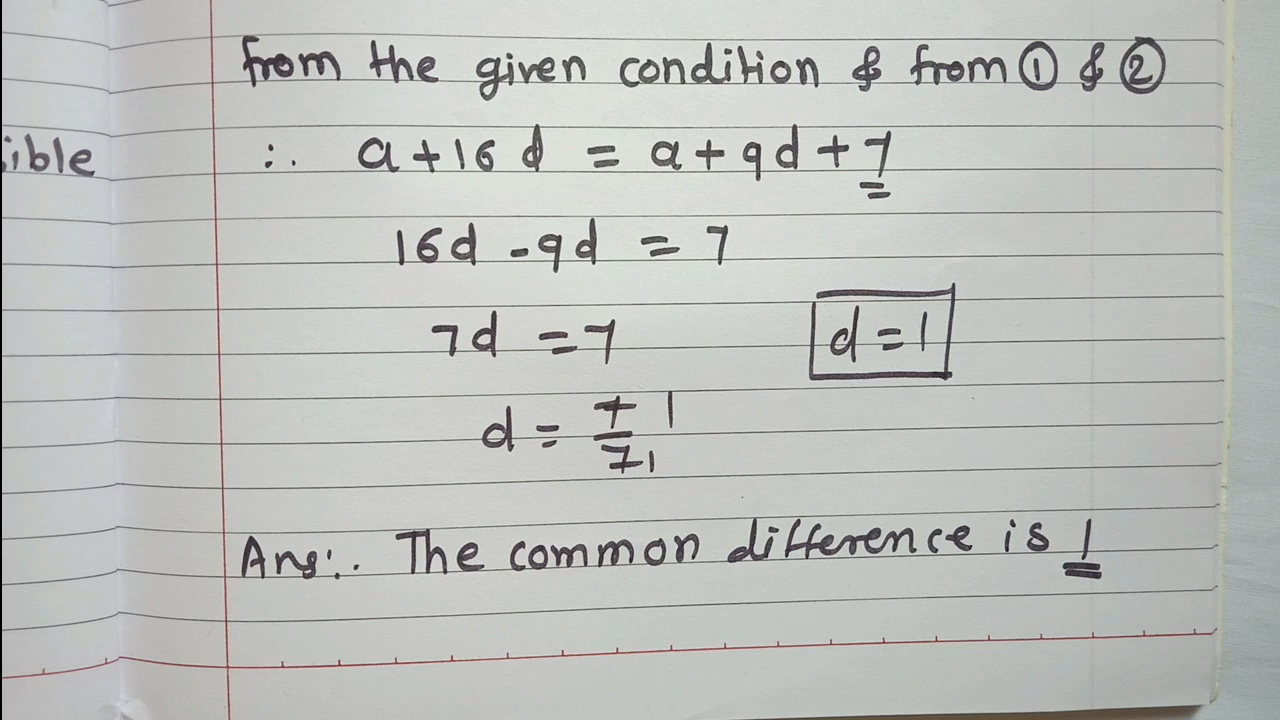 from the given condition & from ① & ②
ible
∴ a + 16d = a + 9d + 7
16d - 9d = 7
7d = 7
d = 1
d = 7/7 1 1
Ans:. The common difference is 1